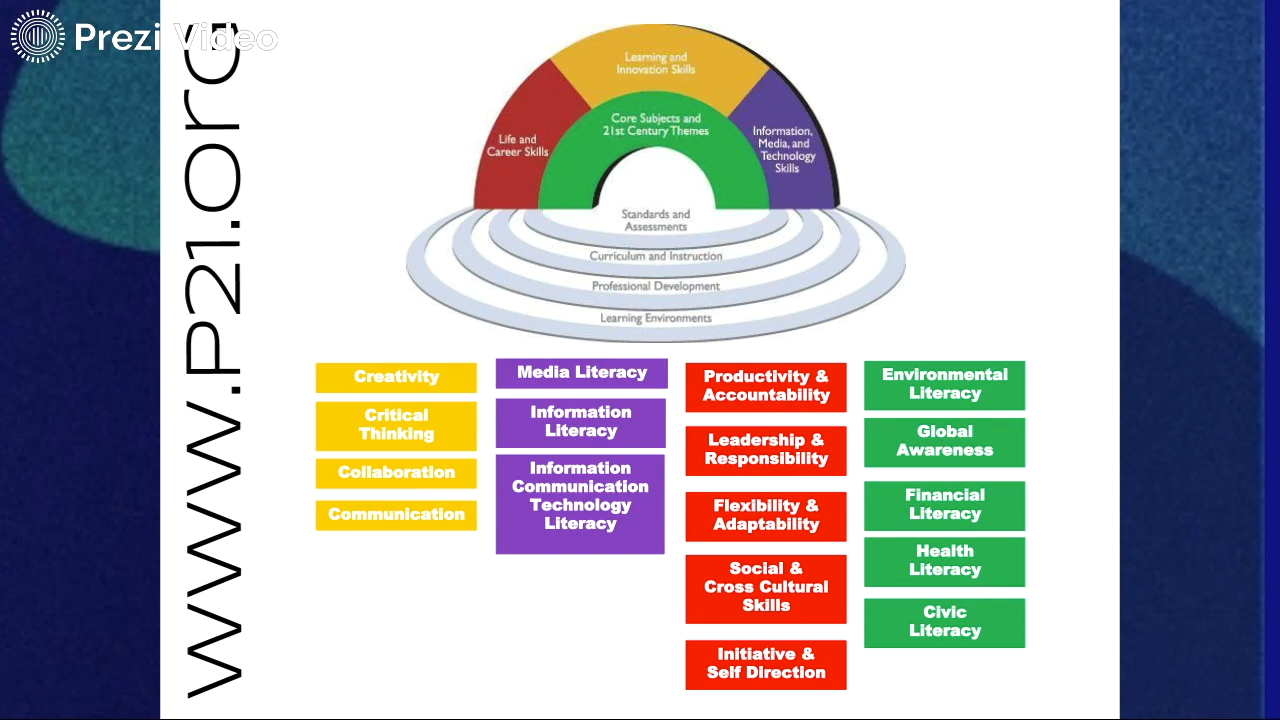 Prezi Video
www.P21.org
Learning and
Innovation Skills
Core Subjects and
21st Century Themes
Life and
Career Skills
Information,
Media, and
Technology
Skills
Standards and
Assessments
Curriculum and Instruction
Professional Development
Learning Environments
Creativity
Critical
Thinking
Collaboration
Communication
Media Literacy
Information
Literacy
Information
Communication
Technology
Literacy
Productivity &
Accountability
Leadership &
Responsibility
Flexibility &
Adaptability
Social &
Cross Cultural
Skills
Initiative &
Self Direction
Environmental
Literacy
Global
Awareness
Financial
Literacy
Health
Literacy
Civic
Literacy